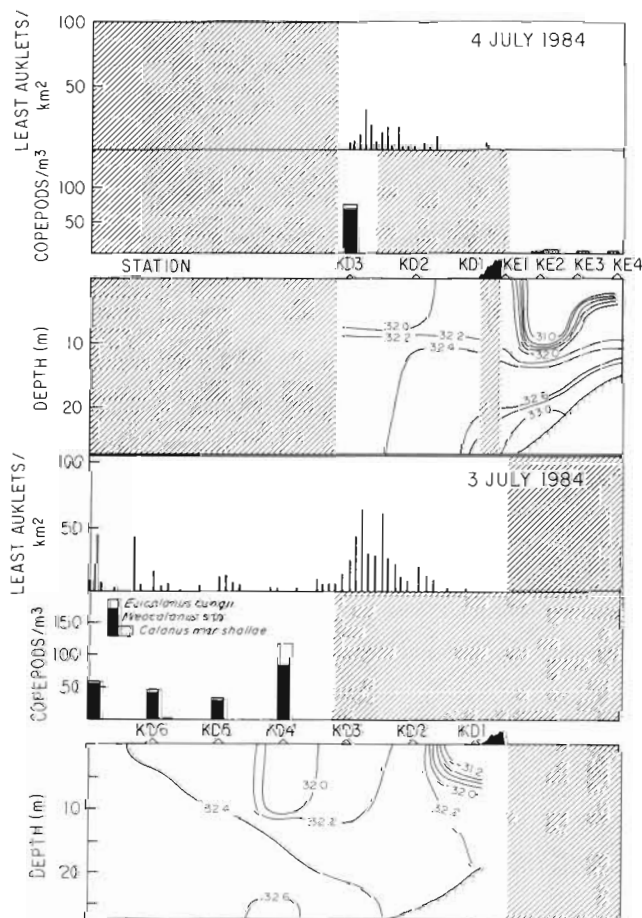 LEAST AUKLETS/
km2
100
50
4 JULY 1984
COPEPODS/m3
100
50
STATION
KD3 KD2 KD1 KE1 KE2 KE3 KE4
DEPTH (m)
10
20
32.0
32.2
32.2
32.4
31.0
32.0
32.6
33.0
LEAST AUKLETS/
km2
100
50
3 JULY 1984
COPEPODS/m3
150
100
50
Eucalanus bungii
Neocalanus spp.
Calanus marshallae
KD6 KD5 KD4 KD3 KD2 KD1
DEPTH (m)
10
20
32.4
32.0
32.2
31.2
32.0
32.2
32.6